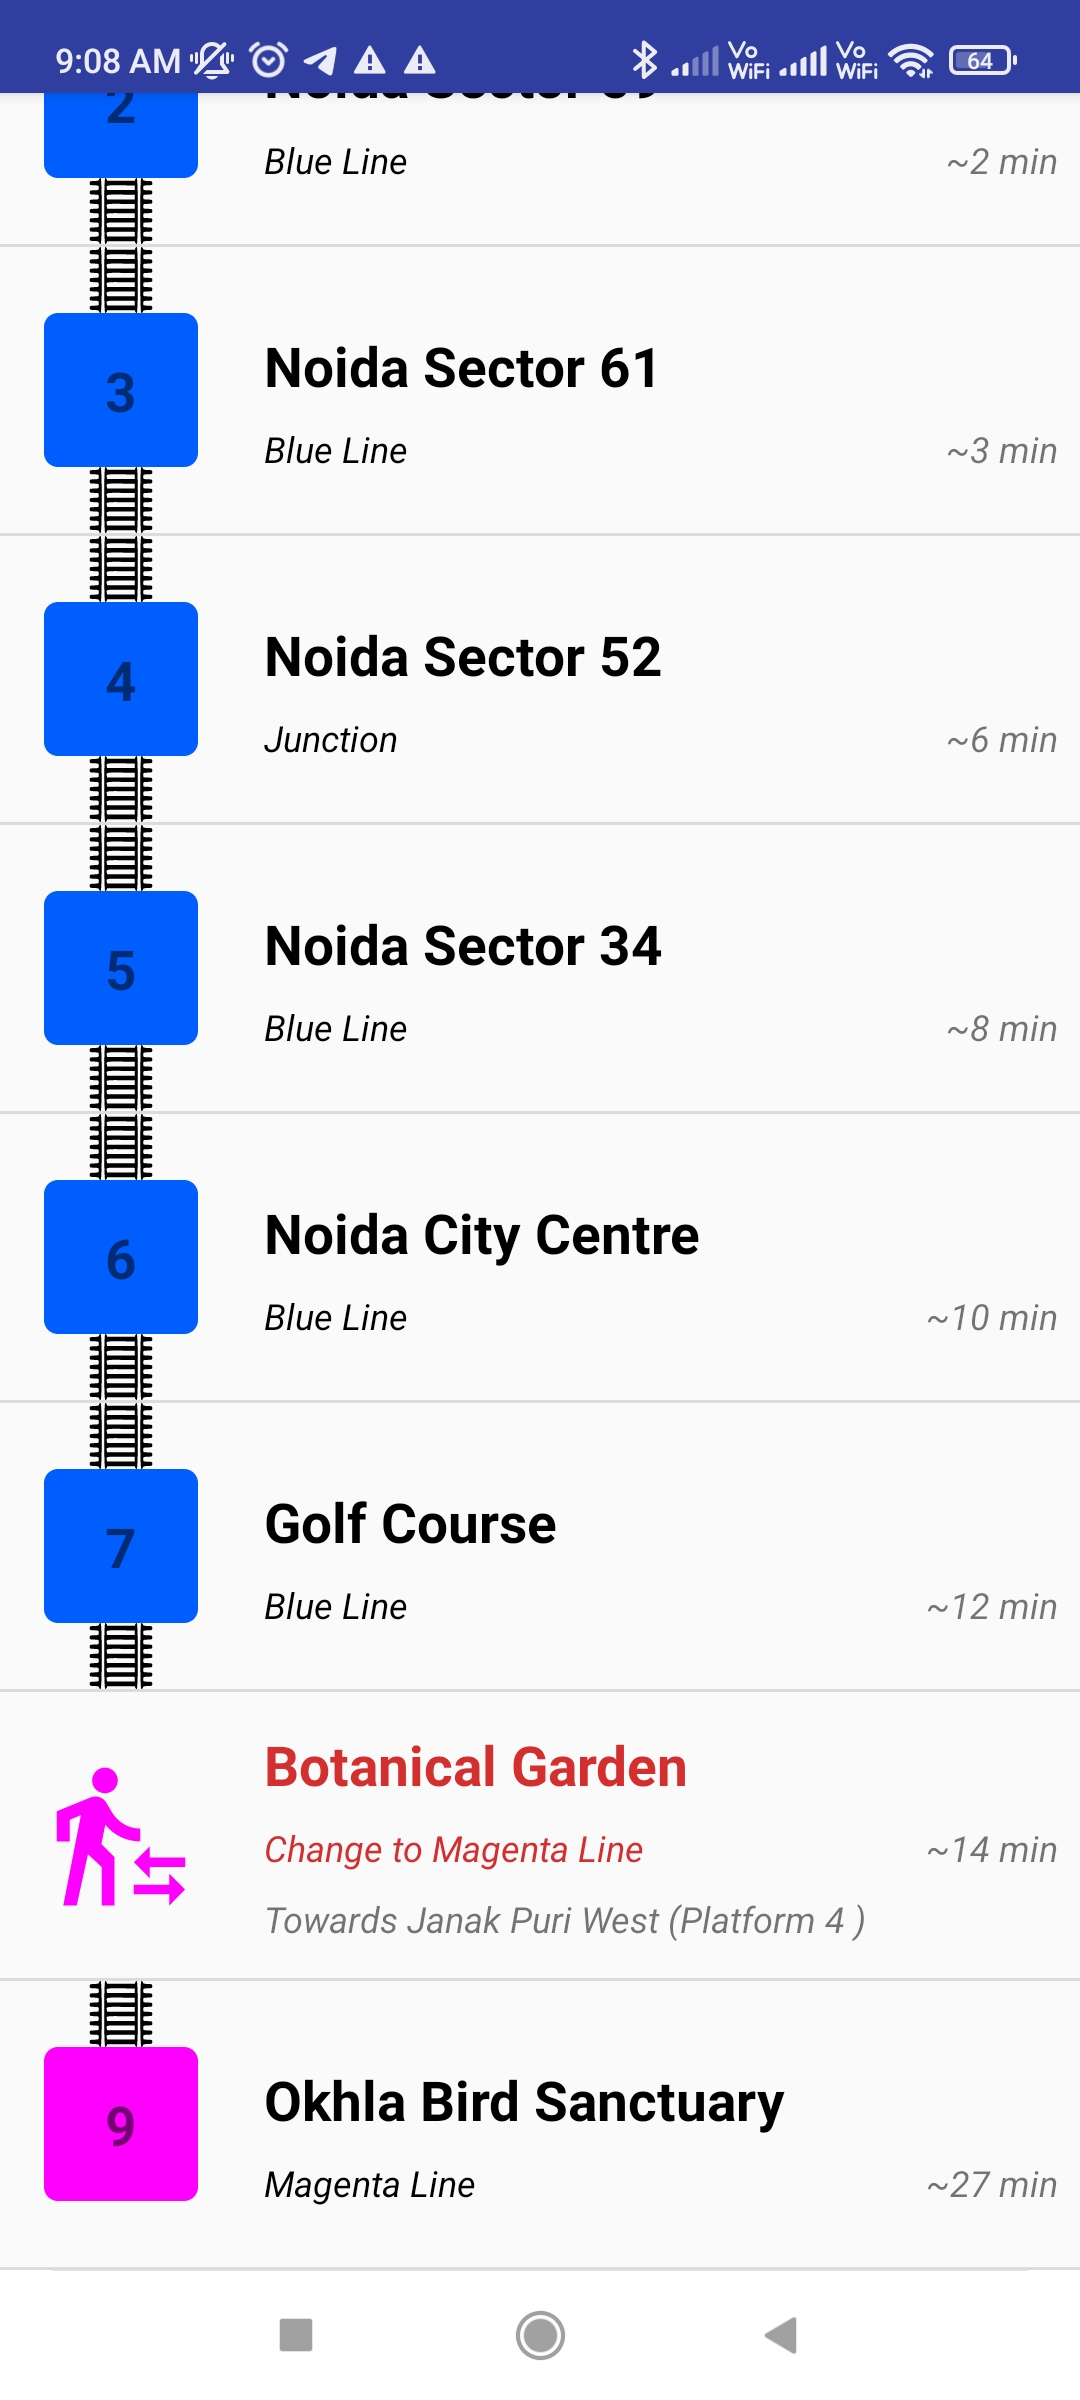 9:08 AM
Vo WiFi Vo WiFi 64
2
Blue Line ~2 min
3
Noida Sector 61
Blue Line ~3 min
4
Noida Sector 52
Junction ~6 min
5
Noida Sector 34
Blue Line ~8 min
6
Noida City Centre
Blue Line ~10 min
7
Golf Course
Blue Line ~12 min
Botanical Garden
Change to Magenta Line ~14 min
Towards Janak Puri West (Platform 4 )
9
Okhla Bird Sanctuary
Magenta Line ~27 min